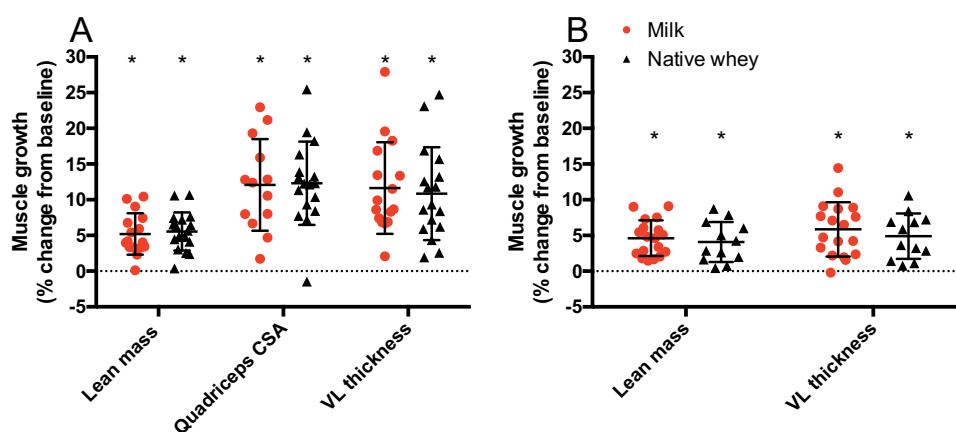 A
B
Milk
Native whey
Muscle growth
(% change from baseline)
30
25
20
15
10
5
0
-5
* * * * * *
Lean mass
Quadriceps CSA
VL thickness
Muscle growth
(% change from baseline)
30
25
20
15
10
5
0
-5
* * * *
Lean mass
VL thickness